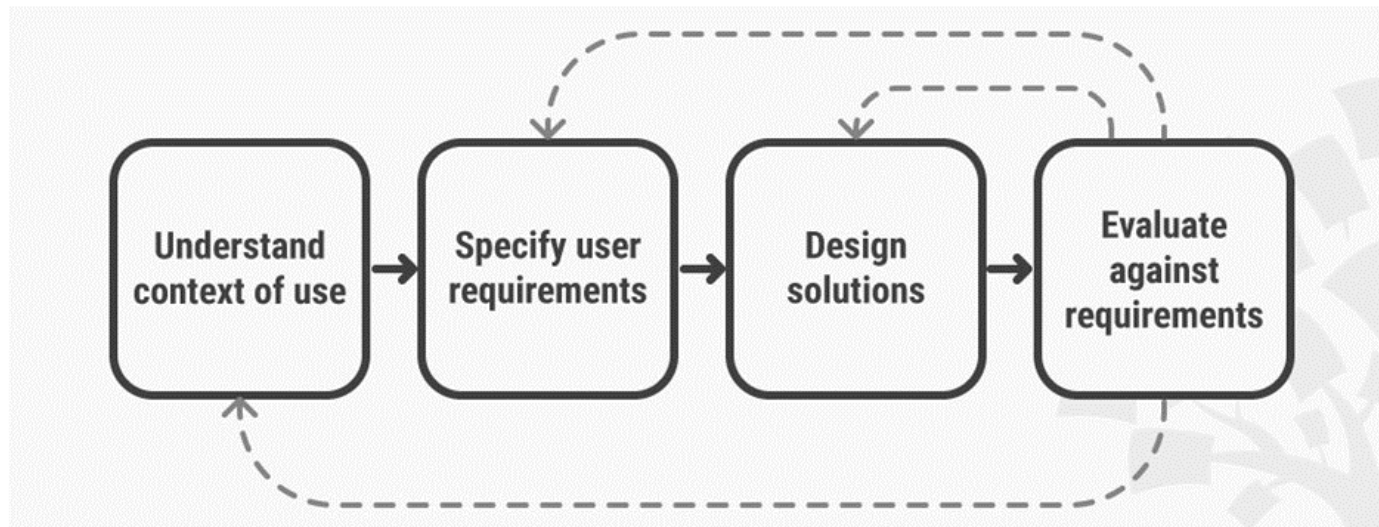 Understand
context of use
Specify user
requirements
Design
solutions
Evaluate
against
requirements